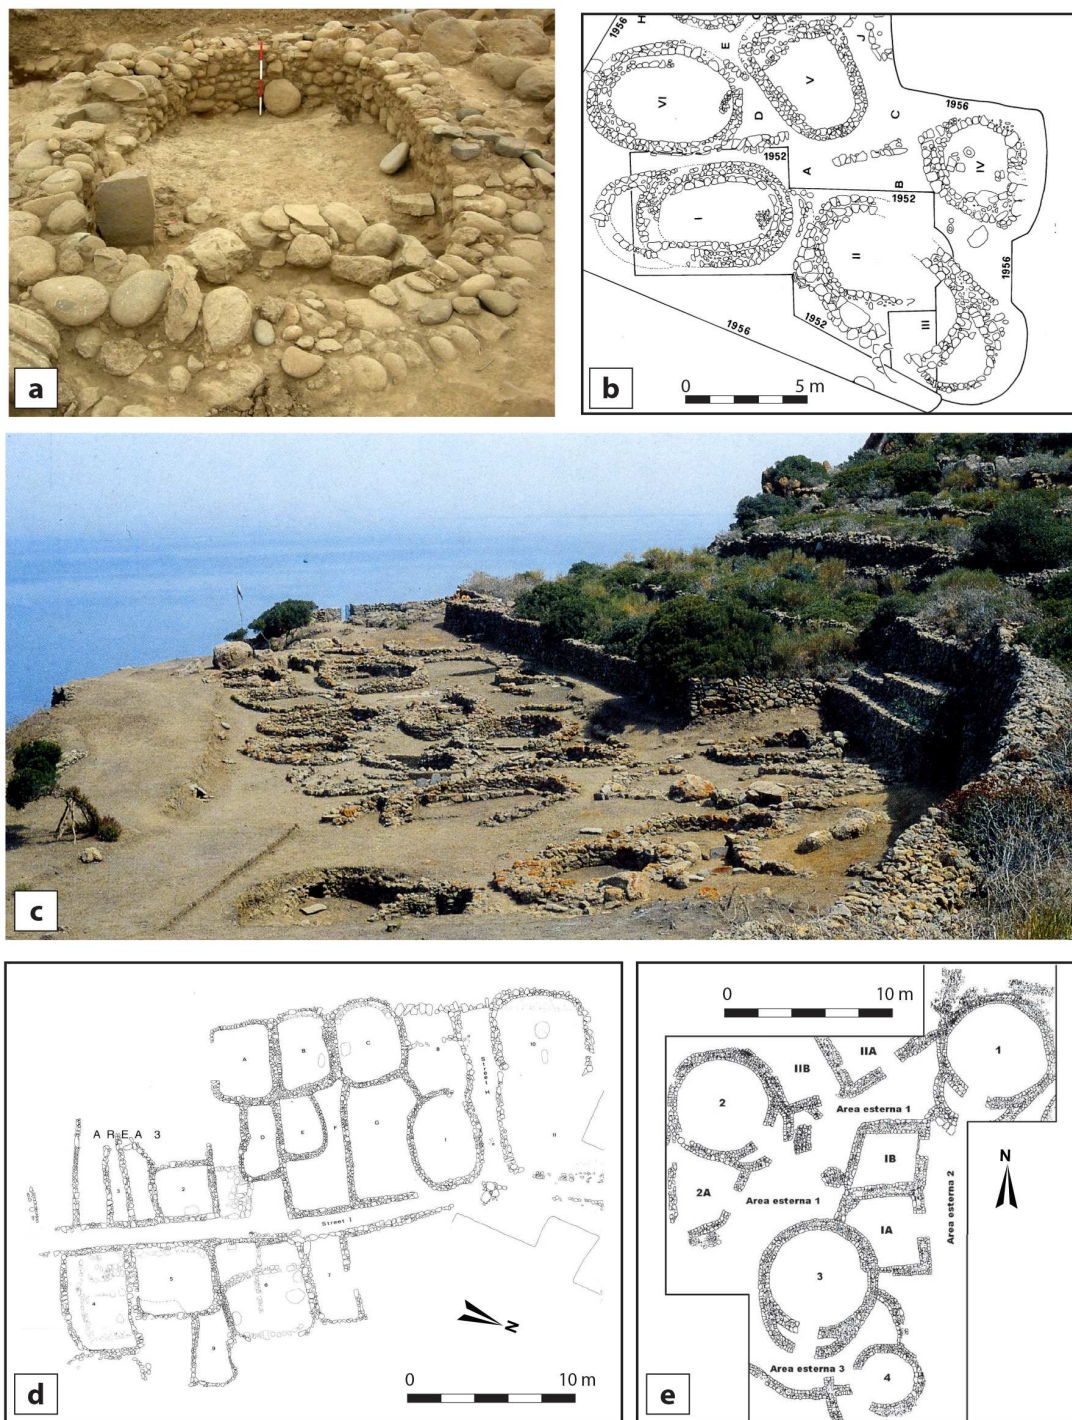 a
1956
H
E
J
VI
V
D
C
1956
1952
A
IV
B
1952
I
II
1956
1956
1952
III
0 5 m
b
c
A
B
C
8
10
Street H
AREA 3
D
E
F
G
I
11
3
2
Street I
4
5
6
7
9
N
0 10 m
d
0 10 m
1
IIA
IIB
2
Area esterna 1
N
IB
2A
Area esterna 1
Area esterna 2
IA
3
Area esterna 3
4
e